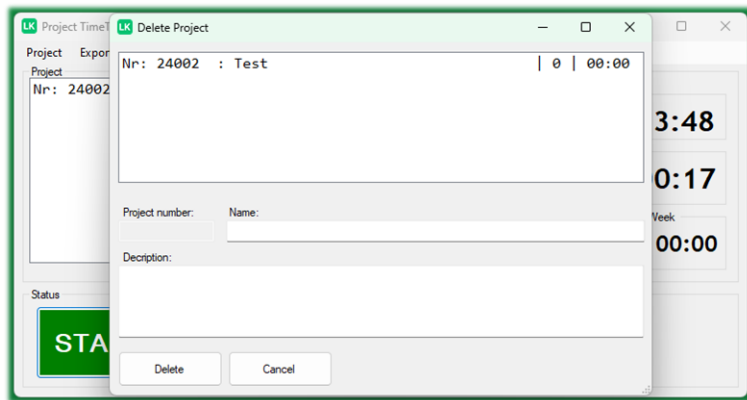 LK Project TimeT
LK Delete Project
Project Expor
Project
Nr: 24002
Nr: 24002 : Test | 0 | 00:00
3:48
0:17
Week
00:00
Project number:
Name:
Decription:
Status
STA
Delete
Cancel